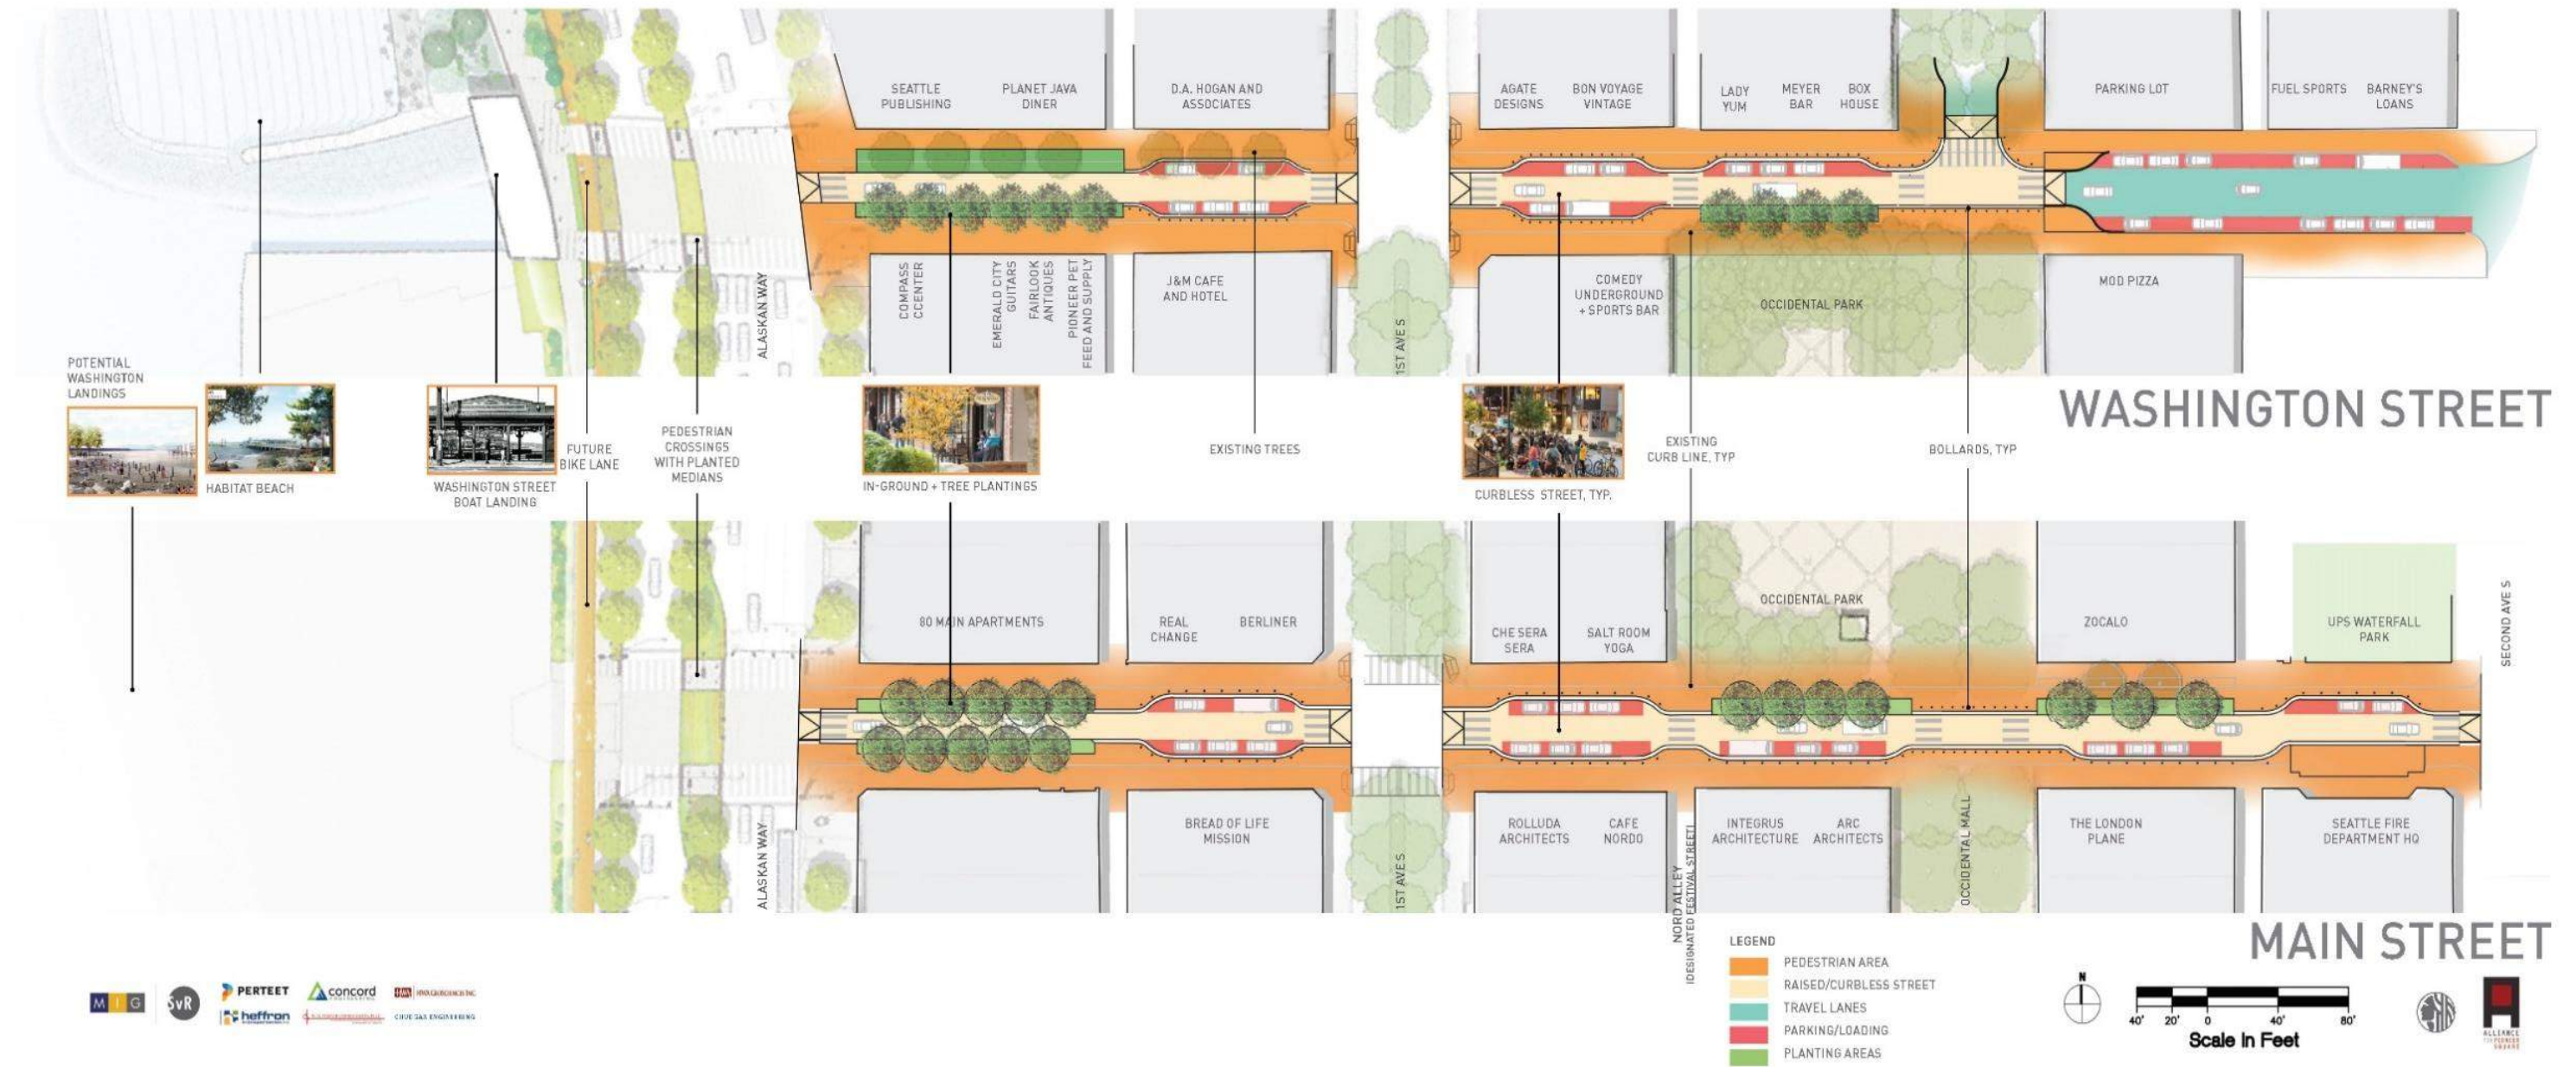 SEATTLE
PUBLISHING
PLANET JAVA
DINER
D.A. HOGAN AND
ASSOCIATES
AGATE
DESIGNS
BON VOYAGE
VINTAGE
LADY
YUM
MEYER
BAR
BOX
HOUSE
PARKING LOT
FUEL SPORTS
BARNEY'S
LOANS
ALASKAN WAY
COMPASS
CCENTER
EMERALD CITY
GUITARS
FAIRLOOK
ANTIQUES
PIONEER PET
FEED AND SUPPLY
J&M CAFE
AND HOTEL
1ST AVE S
COMEDY
UNDERGROUND
+ SPORTS BAR
OCCIDENTAL PARK
MOD PIZZA
WASHINGTON STREET
POTENTIAL
WASHINGTON
LANDINGS
HABITAT BEACH
WASHINGTON STREET
BOAT LANDING
FUTURE
BIKE LANE
PEDESTRIAN
CROSSINGS
WITH PLANTED
MEDIANS
IN-GROUND + TREE PLANTINGS
EXISTING TREES
CURBLESS STREET, TYP.
EXISTING
CURB LINE, TYP
BOLLARDS, TYP
80 MAIN APARTMENTS
REAL
CHANGE
BERLINER
CHE SERA
SERA
SALT ROOM
YOGA
OCCIDENTAL PARK
ZOCALO
UPS WATERFALL
PARK
SECOND AVE S
ALASKAN WAY
BREAD OF LIFE
MISSION
1ST AVE S
ROLLUDA
ARCHITECTS
CAFE
NORDO
NORD ALLEY
(DESIGNATED FESTIVAL STREET)
INTEGRUS
ARCHITECTURE
ARC
ARCHITECTS
OCCIDENTAL MALL
THE LONDON
PLANE
SEATTLE FIRE
DEPARTMENT HQ
MAIN STREET
LEGEND
PEDESTRIAN AREA
RAISED/CURBLESS STREET
TRAVEL LANES
PARKING/LOADING
PLANTING AREAS
N
40' 20' 0 40' 80'
Scale In Feet
ALLIANCE
FOR PIONEER
SQUARE
MIG
SvR
PERTEET
concord
ENGINEERING
heffron